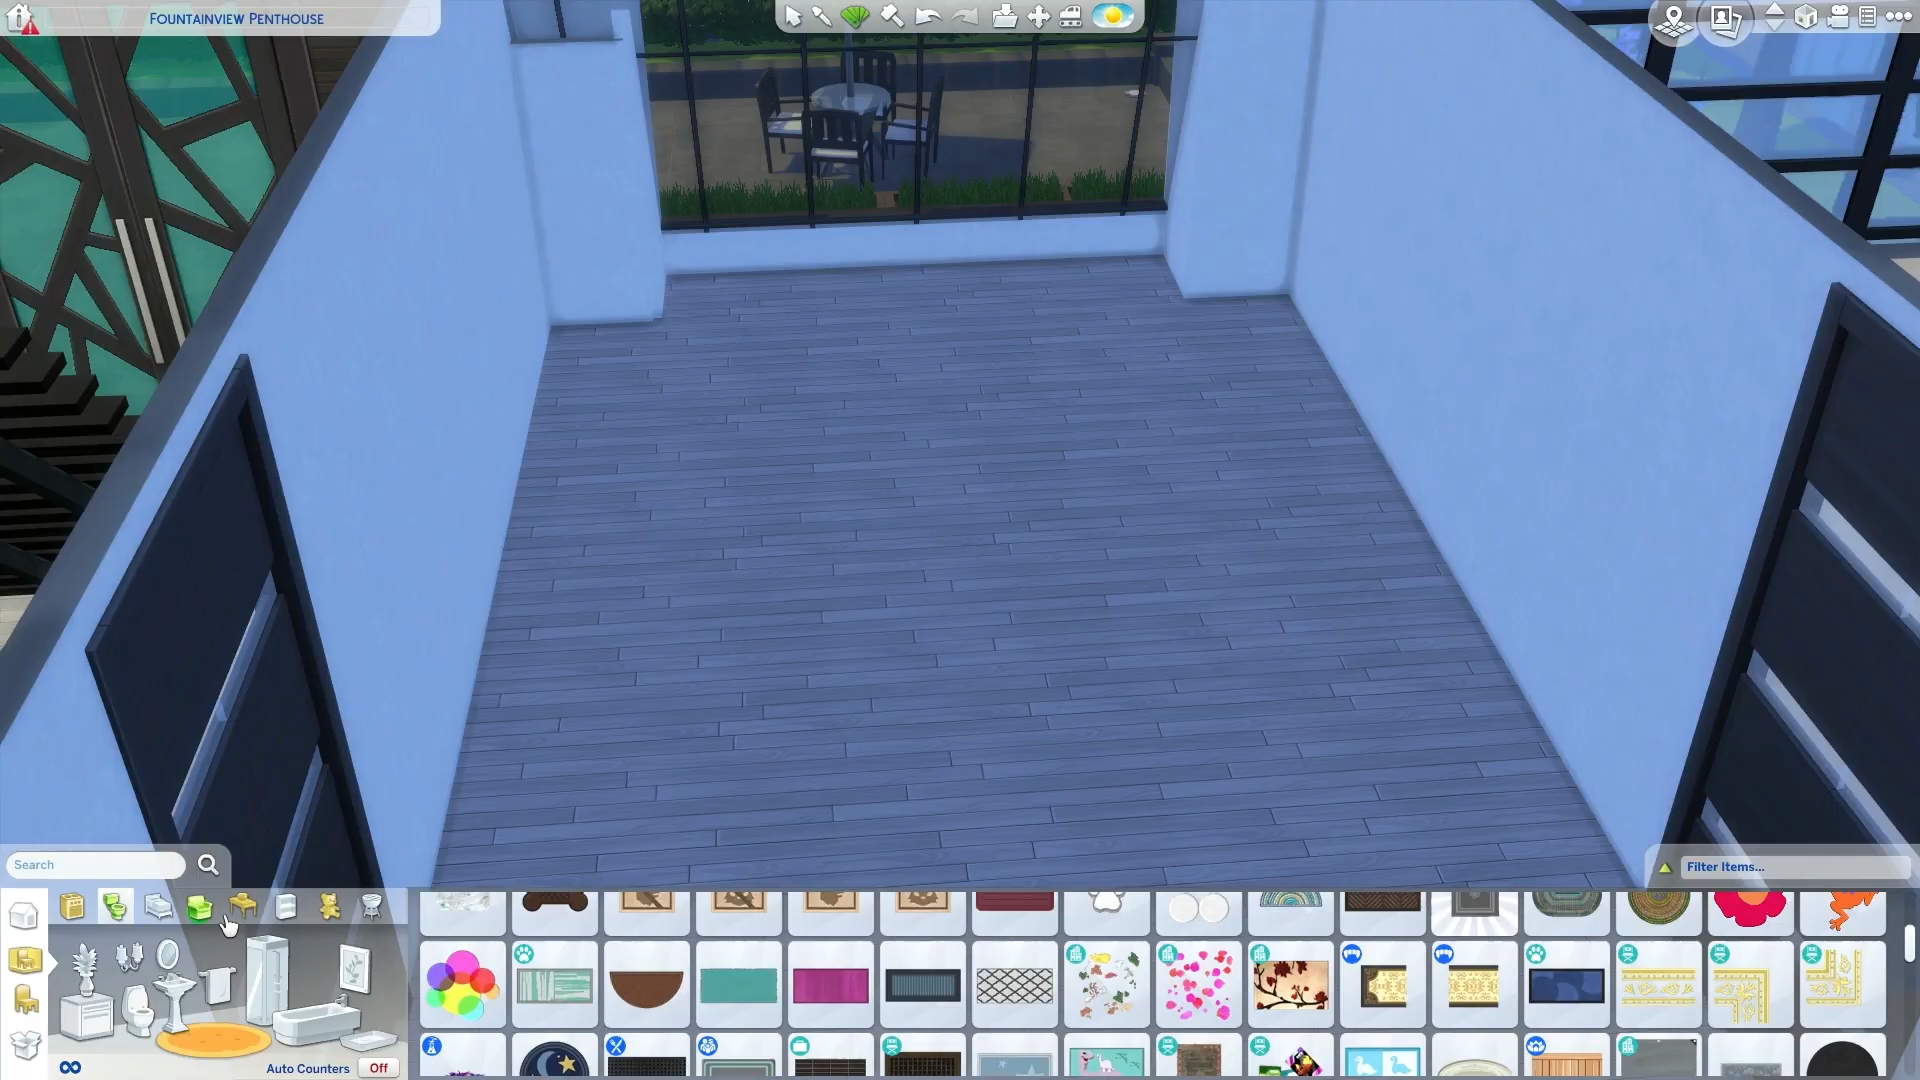 Fountainview Penthouse
Search
Filter Items...
Auto Counters
Off